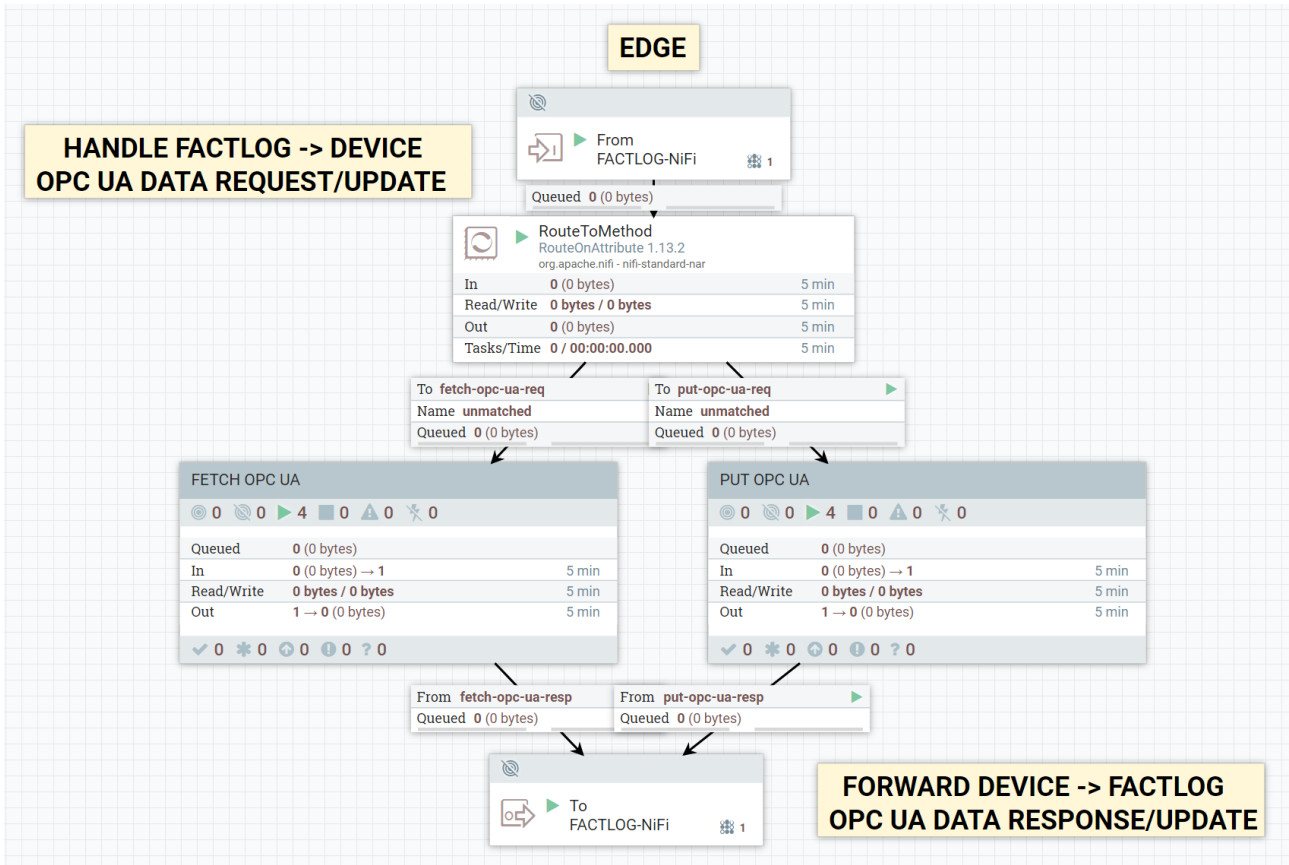 EDGE
From
FACTLOG-NiFi
1
HANDLE FACTLOG -> DEVICE
OPC UA DATA REQUEST/UPDATE
Queued 0 (0 bytes)
RouteToMethod
RouteOnAttribute 1.13.2
org.apache.nifi - nifi-standard-nar
In 0 (0 bytes) 5 min
Read/Write 0 bytes / 0 bytes 5 min
Out 0 (0 bytes) 5 min
Tasks/Time 0 / 00:00:00.000 5 min
To fetch-opc-ua-req
Name unmatched
Queued 0 (0 bytes)
To put-opc-ua-req
Name unmatched
Queued 0 (0 bytes)
FETCH OPC UA
0 0 4 0 0 0
Queued 0 (0 bytes)
In 0 (0 bytes) → 1 5 min
Read/Write 0 bytes / 0 bytes 5 min
Out 1 → 0 (0 bytes) 5 min
0 0 0 0 ? 0
PUT OPC UA
0 0 4 0 0 0
Queued 0 (0 bytes)
In 0 (0 bytes) → 1 5 min
Read/Write 0 bytes / 0 bytes 5 min
Out 1 → 0 (0 bytes) 5 min
0 0 0 0 ? 0
From fetch-opc-ua-resp
Queued 0 (0 bytes)
From put-opc-ua-resp
Queued 0 (0 bytes)
To
FACTLOG-NiFi
1
FORWARD DEVICE -> FACTLOG
OPC UA DATA RESPONSE/UPDATE